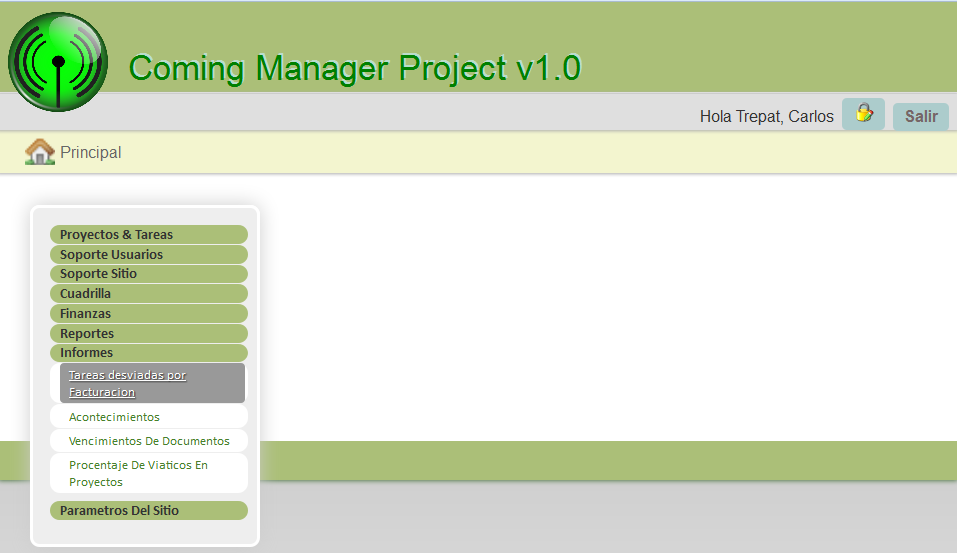 Coming Manager Project v1.0
Hola Trepat, Carlos
Salir
Principal
Proyectos & Tareas
Soporte Usuarios
Soporte Sitio
Cuadrilla
Finanzas
Reportes
Informes
Tareas desviadas por
Facturacion
Acontecimientos
Vencimientos De Documentos
Procentaje De Viaticos En
Proyectos
Parametros Del Sitio